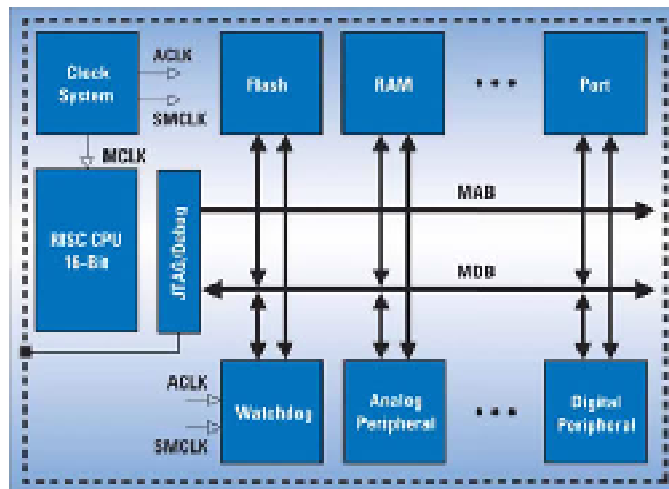 Clock
System
ACLK
SMCLK
MCLK
Flash
RAM
Port
RISC CPU
16-Bit
JTAG/Debug
MAB
MDB
ACLK
SMCLK
Watchdog
Analog
Peripheral
Digital
Peripheral